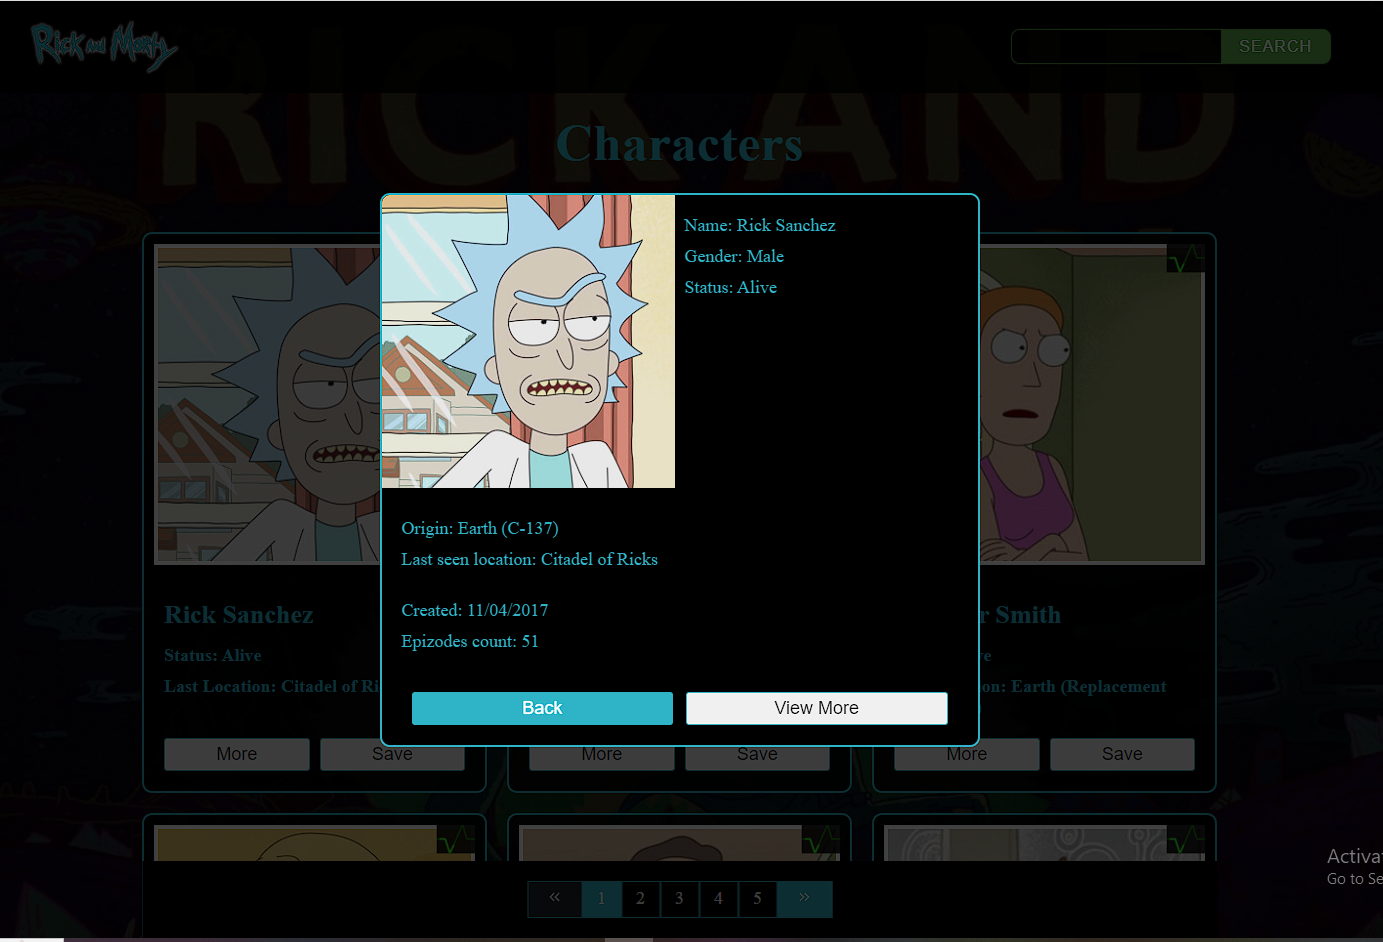 RICK AND
Rick and Morty
SEARCH
Characters
Name: Rick Sanchez
Gender: Male
Status: Alive
Origin: Earth (C-137)
Last seen location: Citadel of Ricks
Created: 11/04/2017
Epizodes count: 51
Back
View More
Rick Sanchez
Status: Alive
Last Location: Citadel of Ri
More
Save
More
Save
r Smith
ve
on: Earth (Replacement
More
Save
« 1 2 3 4 5 »
Activa
Go to Se